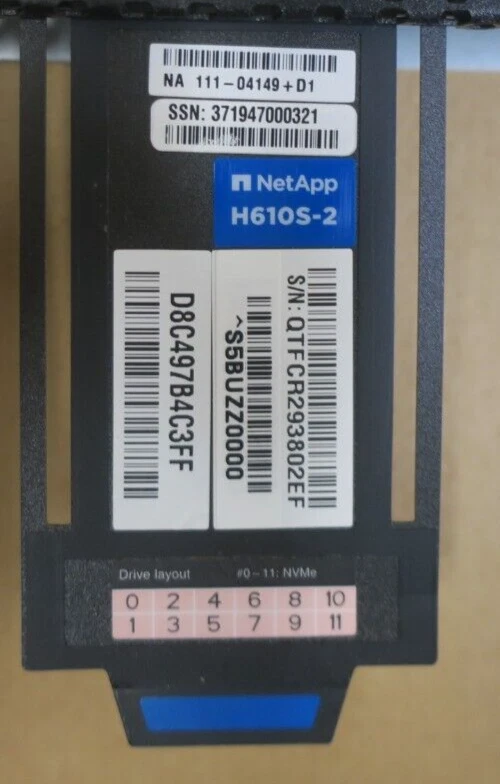 NA 111-04149+D1
SSN: 371947000321
NetApp
H610S-2
D8C497B4C3FF
^S5BUZZ0000
S/N: QTFCR293802EF
Drive layout #0-11: NVMe
0 2 4 6 8 10
1 3 5 7 9 11